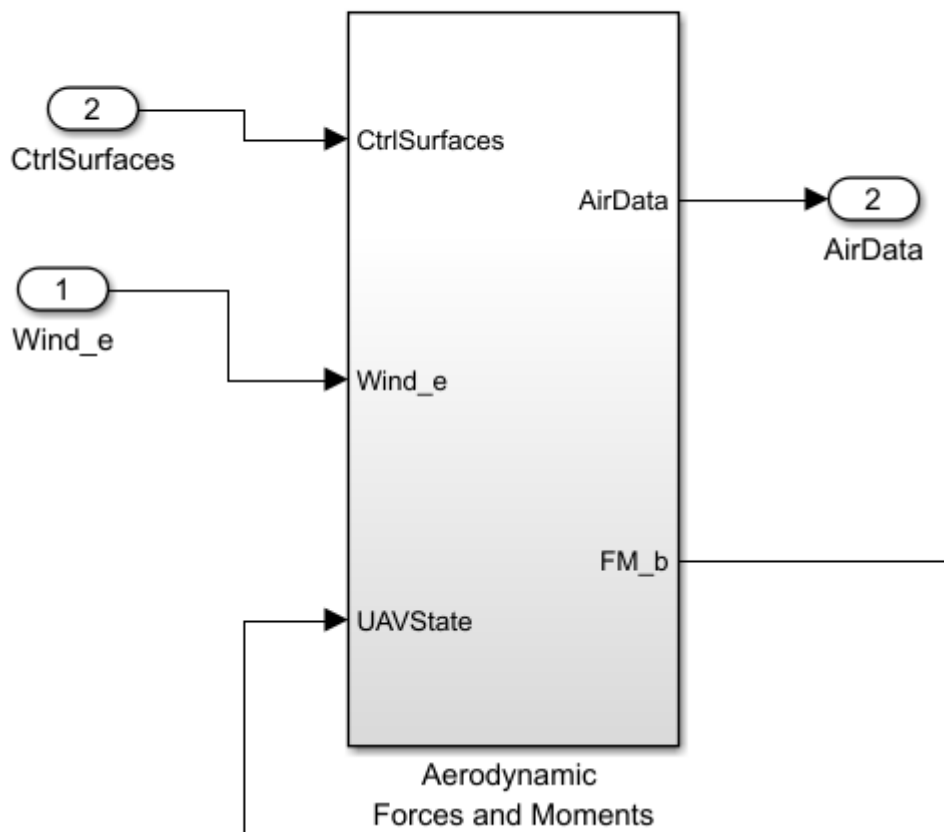 2
CtrlSurfaces
CtrlSurfaces
AirData
2
AirData
1
Wind_e
Wind_e
FM_b
UAVState
Aerodynamic
Forces and Moments